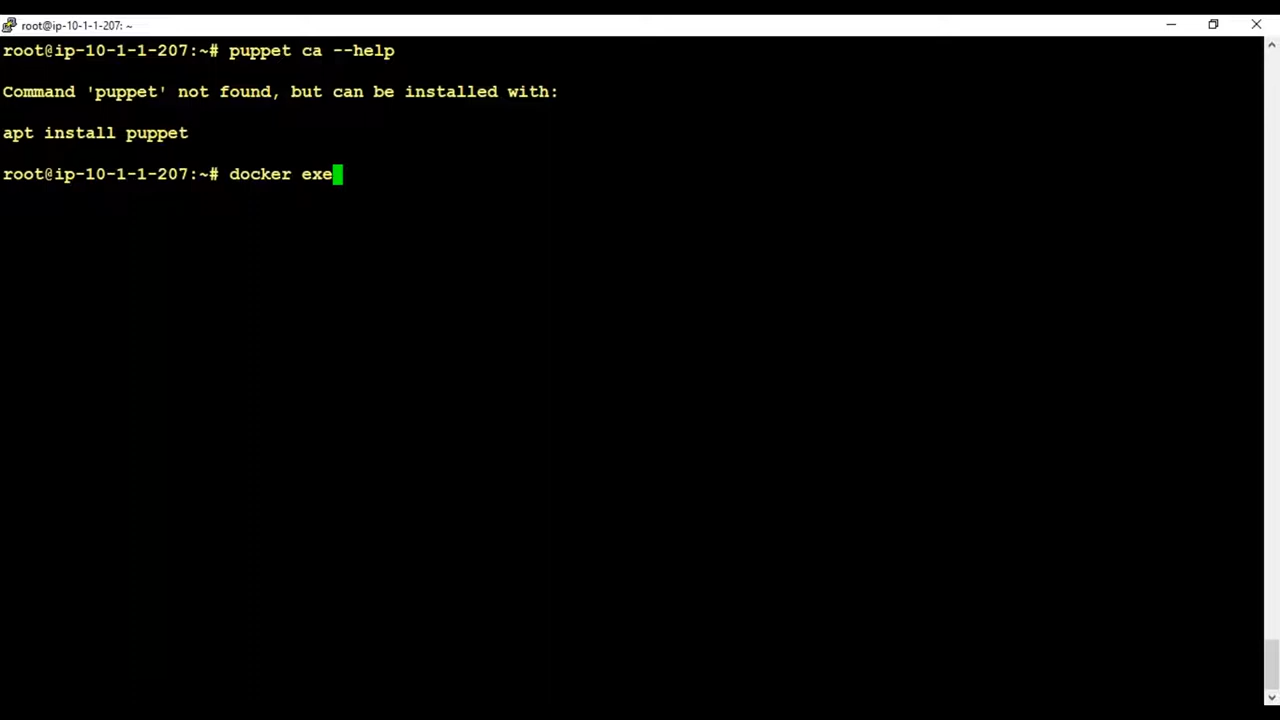 root@ip-10-1-1-207: ~
root@ip-10-1-1-207:~# puppet ca --help
Command 'puppet' not found, but can be installed with:
apt install puppet
root@ip-10-1-1-207:~# docker exe